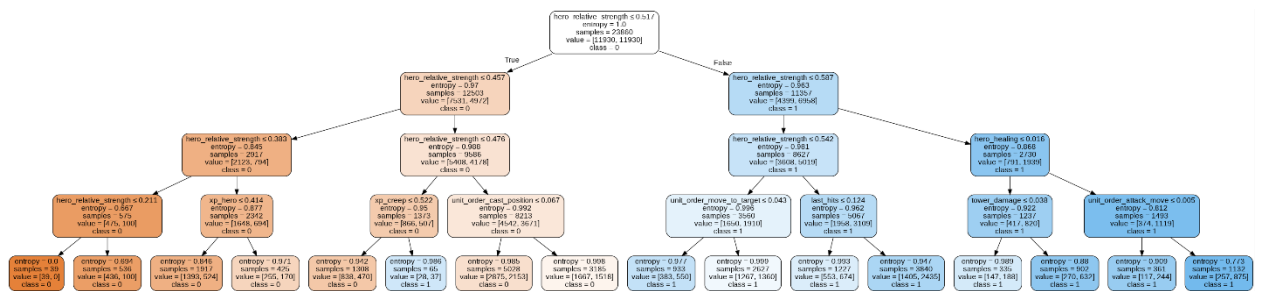 hero_relative_strength ≤ 0.517
entropy = 1.0
samples = 23860
value = [11930, 11930]
class = 0
True
False
hero_relative_strength ≤ 0.457
entropy = 0.97
samples = 12503
value = [7531, 4972]
class = 0
hero_relative_strength ≤ 0.587
entropy = 0.963
samples = 11357
value = [4399, 6958]
class = 1
hero_relative_strength ≤ 0.383
entropy = 0.845
samples = 2917
value = [2123, 794]
class = 0
hero_relative_strength ≤ 0.476
entropy = 0.988
samples = 9586
value = [5408, 4178]
class = 0
hero_relative_strength ≤ 0.542
entropy = 0.981
samples = 8627
value = [3608, 5019]
class = 1
hero_healing ≤ 0.016
entropy = 0.868
samples = 2730
value = [791, 1939]
class = 1
hero_relative_strength ≤ 0.211
entropy = 0.667
samples = 575
value = [475, 100]
class = 0
xp_hero ≤ 0.414
entropy = 0.877
samples = 2342
value = [1648, 694]
class = 0
xp_creep ≤ 0.522
entropy = 0.95
samples = 1373
value = [866, 507]
class = 0
unit_order_cast_position ≤ 0.067
entropy = 0.992
samples = 8213
value = [4542, 3671]
class = 0
unit_order_move_to_target ≤ 0.043
entropy = 0.996
samples = 3560
value = [1650, 1910]
class = 1
last_hits ≤ 0.124
entropy = 0.962
samples = 5067
value = [1958, 3109]
class = 1
tower_damage ≤ 0.038
entropy = 0.922
samples = 1237
value = [417, 820]
class = 1
unit_order_attack_move ≤ 0.005
entropy = 0.812
samples = 1493
value = [374, 1119]
class = 1
entropy = 0.0
samples = 39
value = [39, 0]
class = 0
entropy = 0.694
samples = 536
value = [436, 100]
class = 0
entropy = 0.846
samples = 1917
value = [1393, 524]
class = 0
entropy = 0.971
samples = 425
value = [255, 170]
class = 0
entropy = 0.942
samples = 1308
value = [838, 470]
class = 0
entropy = 0.986
samples = 65
value = [28, 37]
class = 1
entropy = 0.985
samples = 5028
value = [2875, 2153]
class = 0
entropy = 0.998
samples = 3185
value = [1667, 1518]
class = 0
entropy = 0.977
samples = 933
value = [383, 550]
class = 1
entropy = 0.999
samples = 2627
value = [1267, 1360]
class = 1
entropy = 0.993
samples = 1227
value = [553, 674]
class = 1
entropy = 0.947
samples = 3840
value = [1405, 2435]
class = 1
entropy = 0.989
samples = 335
value = [147, 188]
class = 1
entropy = 0.88
samples = 902
value = [270, 632]
class = 1
entropy = 0.909
samples = 361
value = [117, 244]
class = 1
entropy = 0.773
samples = 1132
value = [257, 875]
class = 1